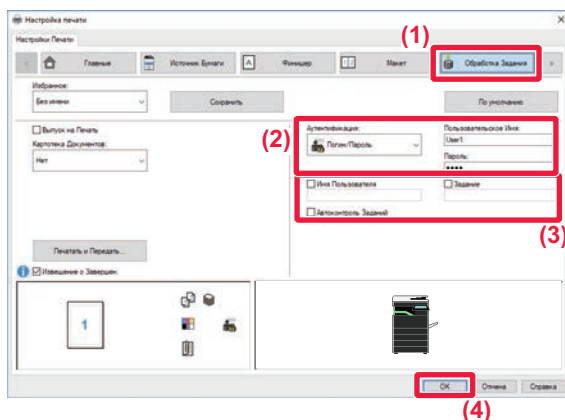 Настройка печати
Настройки Печати
(1)
Главные
Источник Бумаги
Финишер
Макет
Обработка Задания
Избранное:
Без имени
Сохранить
По умолчанию
(2)
Выпуск на Печать
Картотека Документов:
Нет
Аутентификация:
Логин/Пароль
Пользовательское Имя:
User1
Пароль:
••••
Имя Пользователя
Задание
Автоконтроль Заданий
(3)
Печатать и Передать...
Извещение о Завершен.
1
OK
Отмена
Справка
(4)